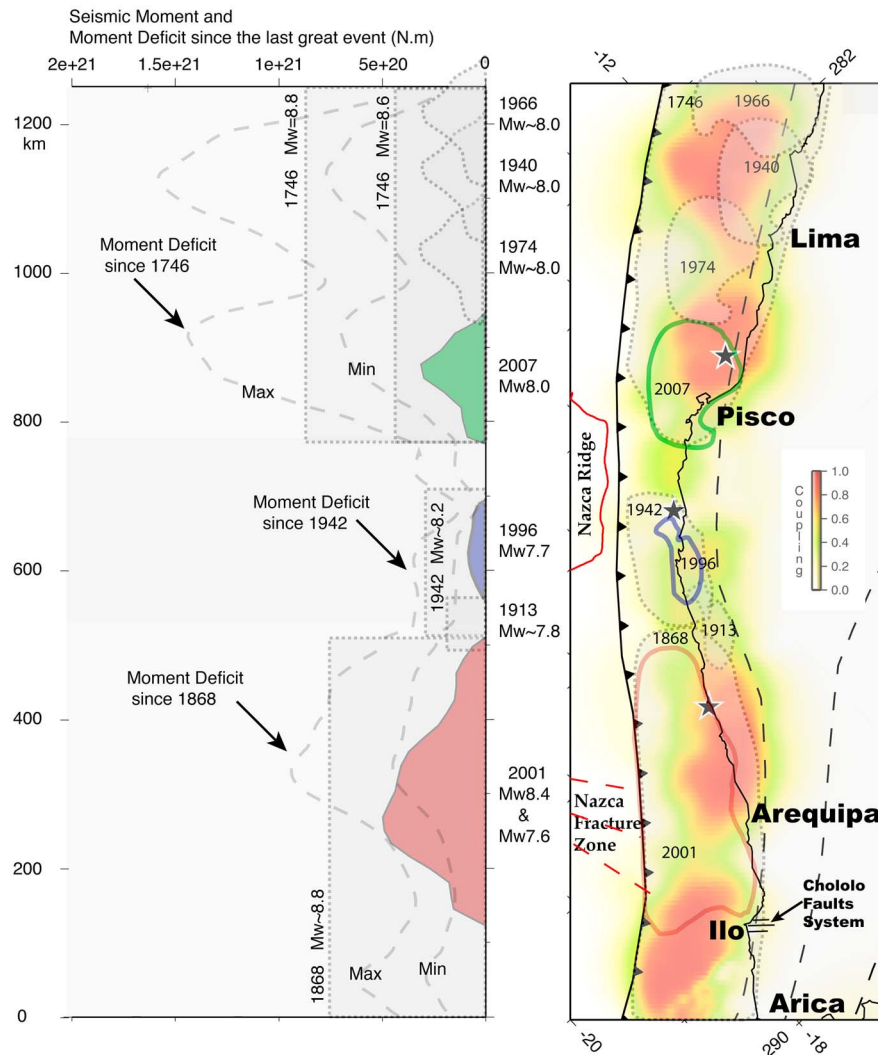 Seismic Moment and
Moment Deficit since the last great event (N.m)
2e+21 1.5e+21 1e+21 5e+20 0
1200
km
1000
800
600
400
200
0
1746 Mw=8.8
1746 Mw=8.6
Moment Deficit
since 1746
Max
Min
Moment Deficit
since 1942
1942 Mw~8.2
Moment Deficit
since 1868
1868 Mw~8.8
Max
Min
1966
Mw~8.0
1940
Mw~8.0
1974
Mw~8.0
2007
Mw8.0
1996
Mw7.7
1913
Mw~7.8
2001
Mw8.4
&
Mw7.6
-12
282
1746
1966
1940
Lima
1974
2007
Pisco
Nazca Ridge
1942
1996
1913
1868
Coupling
1.0
0.8
0.6
0.4
0.2
0.0
Nazca
Fracture
Zone
Arequipa
2001
Chololo
Faults
System
Ilo
Arica
-20
290
-18